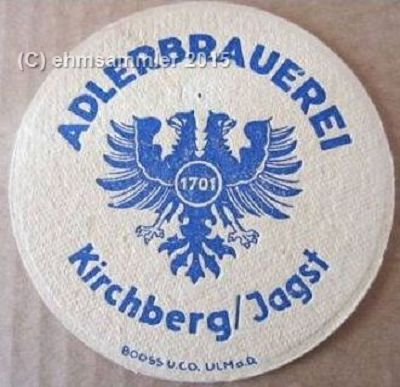 (C) ehmsammler 2015
ADLERBRAUEREI
1701
Kirchberg/Jagst
BOOSS U.CO. ULM a.D.